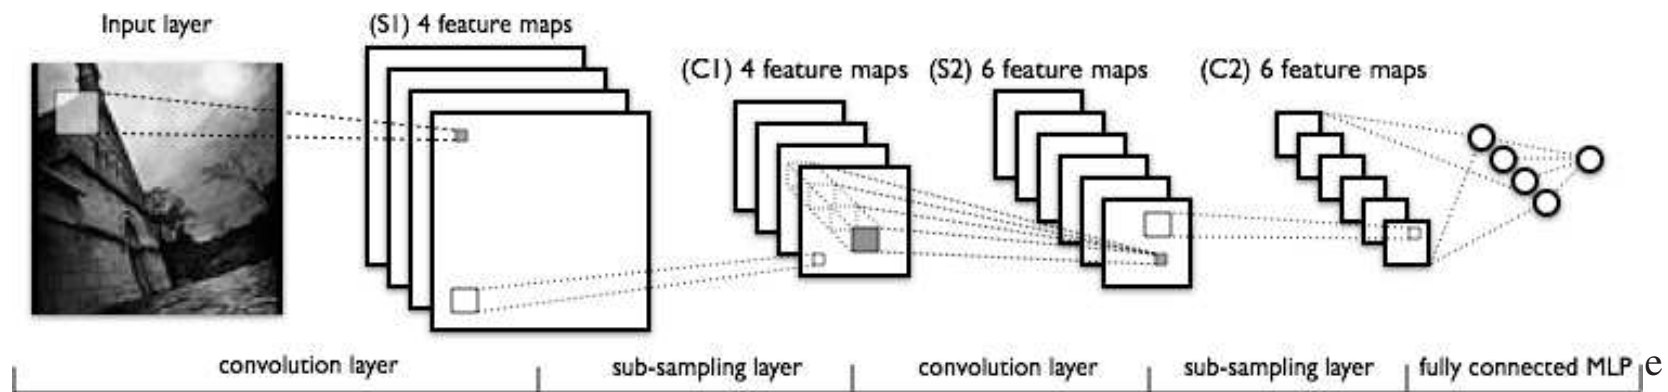 Input layer
(S1) 4 feature maps
(C1) 4 feature maps
(S2) 6 feature maps
(C2) 6 feature maps
convolution layer
sub-sampling layer
convolution layer
sub-sampling layer
fully connected MLP
e